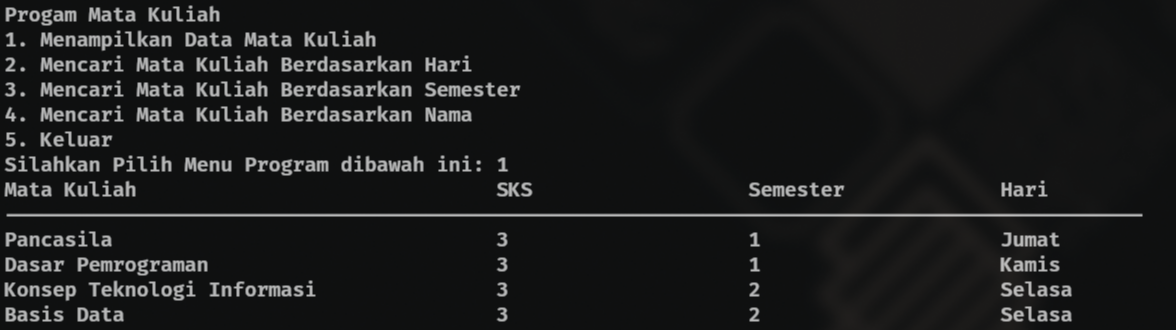 Progam Mata Kuliah
1. Menampilkan Data Mata Kuliah
2. Mencari Mata Kuliah Berdasarkan Hari
3. Mencari Mata Kuliah Berdasarkan Semester
4. Mencari Mata Kuliah Berdasarkan Nama
5. Keluar
Silahkan Pilih Menu Program dibawah ini: 1
Mata Kuliah SKS Semester Hari
Pancasila 3 1 Jumat
Dasar Pemrograman 3 1 Kamis
Konsep Teknologi Informasi 3 2 Selasa
Basis Data 3 2 Selasa